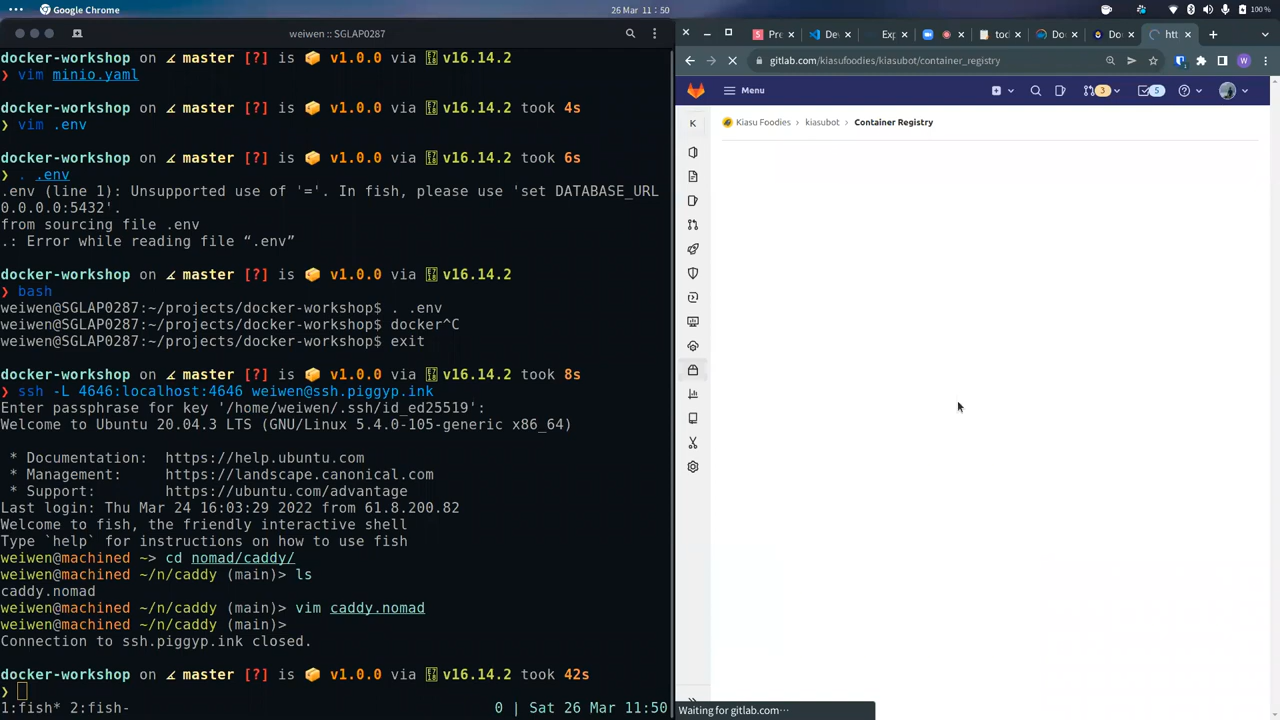 Google Chrome
26 Mar 11:50
100 %
weiwen :: SGLAP0287
docker-workshop on master [?] is v1.0.0 via v16.14.2
❯ vim minio.yaml
docker-workshop on master [?] is v1.0.0 via v16.14.2 took 4s
❯ vim .env
docker-workshop on master [?] is v1.0.0 via v16.14.2 took 6s
❯ . .env
.env (line 1): Unsupported use of '='. In fish, please use 'set DATABASE_URL
0.0.0.0:5432'.
from sourcing file .env
.: Error while reading file “.env”
docker-workshop on master [?] is v1.0.0 via v16.14.2
❯ bash
weiwen@SGLAP0287:~/projects/docker-workshop$ . .env
weiwen@SGLAP0287:~/projects/docker-workshop$ docker^C
weiwen@SGLAP0287:~/projects/docker-workshop$ exit
docker-workshop on master [?] is v1.0.0 via v16.14.2 took 8s
❯ ssh -L 4646:localhost:4646 weiwen@ssh.piggyp.ink
Enter passphrase for key '/home/weiwen/.ssh/id_ed25519':
Welcome to Ubuntu 20.04.3 LTS (GNU/Linux 5.4.0-105-generic x86_64)
* Documentation: https://help.ubuntu.com
* Management: https://landscape.canonical.com
* Support: https://ubuntu.com/advantage
Last login: Thu Mar 24 16:03:29 2022 from 61.8.200.82
Welcome to fish, the friendly interactive shell
Type `help` for instructions on how to use fish
weiwen@machined ~> cd nomad/caddy/
weiwen@machined ~/n/caddy (main)> ls
caddy.nomad
weiwen@machined ~/n/caddy (main)> vim caddy.nomad
weiwen@machined ~/n/caddy (main)>
Connection to ssh.piggyp.ink closed.
docker-workshop on master [?] is v1.0.0 via v16.14.2 took 42s
❯
1:fish* 2:fish-
0 | Sat 26 Mar 11:50
Pre
De
Exp
too
Do
Do
htt
gitlab.com/kiasufoodies/kiasubot/container_registry
W
Menu
3
5
K
Kiasu Foodies > kiasubot > Container Registry
Waiting for gitlab.com…